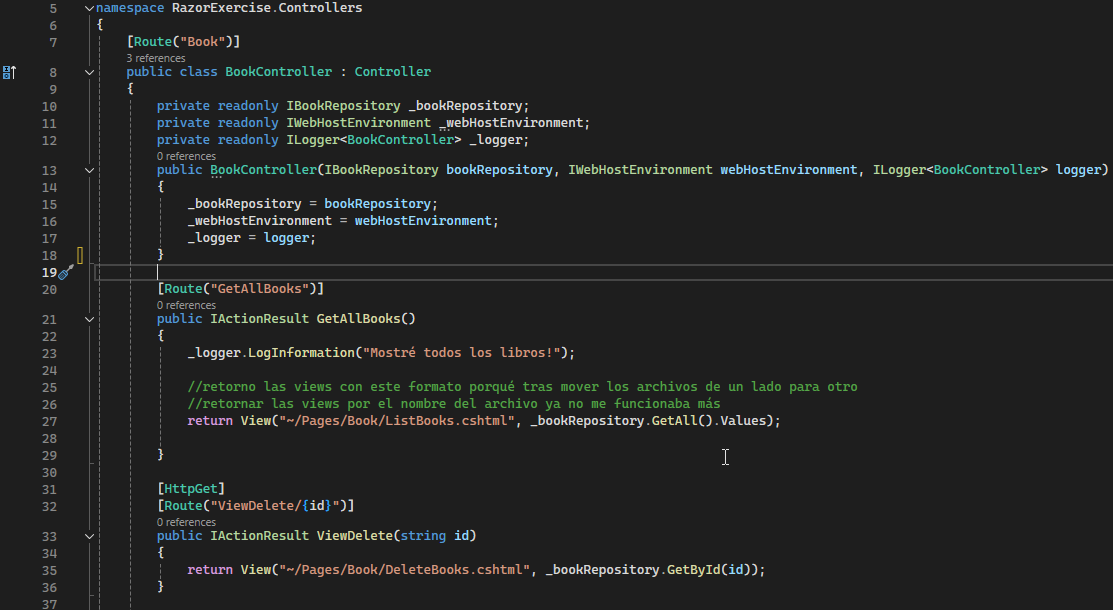 5 namespace RazorExercise.Controllers
6 {
7 [Route("Book")]
3 references
8 public class BookController : Controller
9 {
10 private readonly IBookRepository _bookRepository;
11 private readonly IWebHostEnvironment _webHostEnvironment;
12 private readonly ILogger<BookController> _logger;
0 references
13 public BookController(IBookRepository bookRepository, IWebHostEnvironment webHostEnvironment, ILogger<BookController> logger)
14 {
15 _bookRepository = bookRepository;
16 _webHostEnvironment = webHostEnvironment;
17 _logger = logger;
18 }
19
20 [Route("GetAllBooks")]
0 references
21 public IActionResult GetAllBooks()
22 {
23 _logger.LogInformation("Mostré todos los libros!");
24
25 //retorno las views con este formato porqué tras mover los archivos de un lado para otro
26 //retornar las views por el nombre del archivo ya no me funcionaba más
27 return View("~/Pages/Book/ListBooks.cshtml", _bookRepository.GetAll().Values);
28
29 }
30
31 [HttpGet]
32 [Route("ViewDelete/{id}")]
0 references
33 public IActionResult ViewDelete(string id)
34 {
35 return View("~/Pages/Book/DeleteBooks.cshtml", _bookRepository.GetById(id));
36 }
37